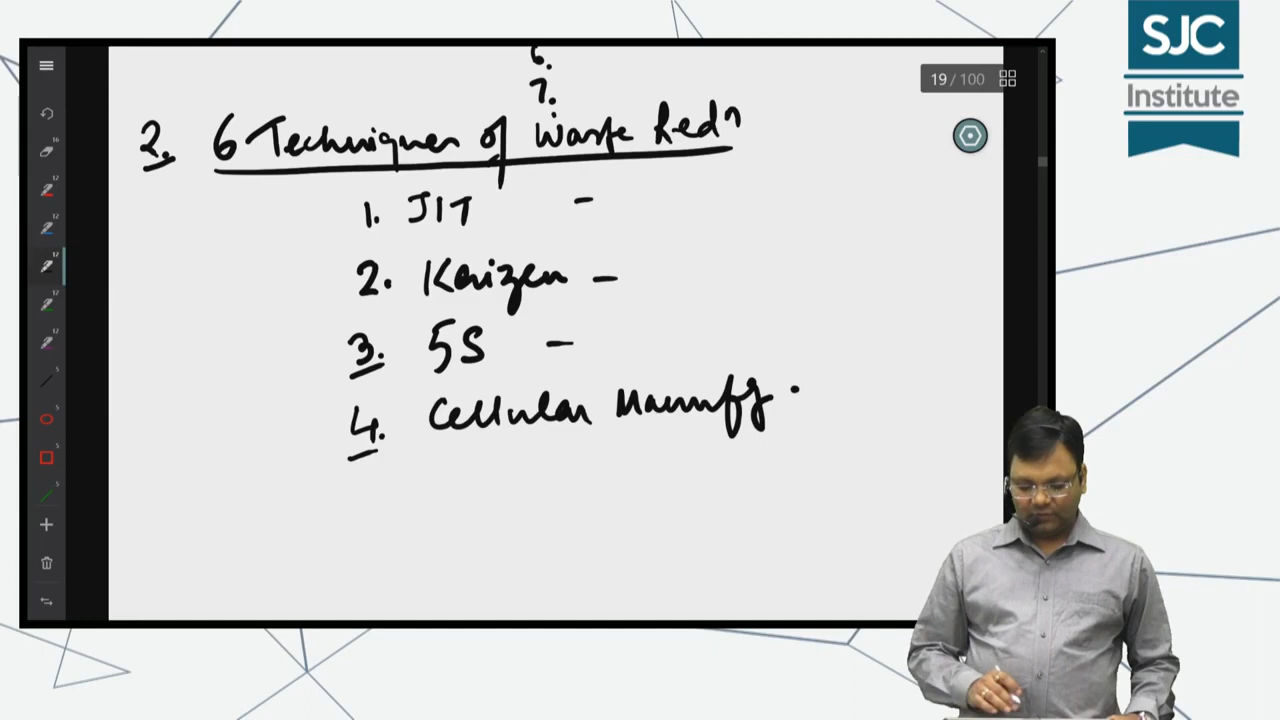 SJC
Institute
19 / 100
6.
7.
2. 6 Techniques of Waste Redn
1. JIT -
2. Kaizen -
3. 5S -
4. Cellular Manufg.